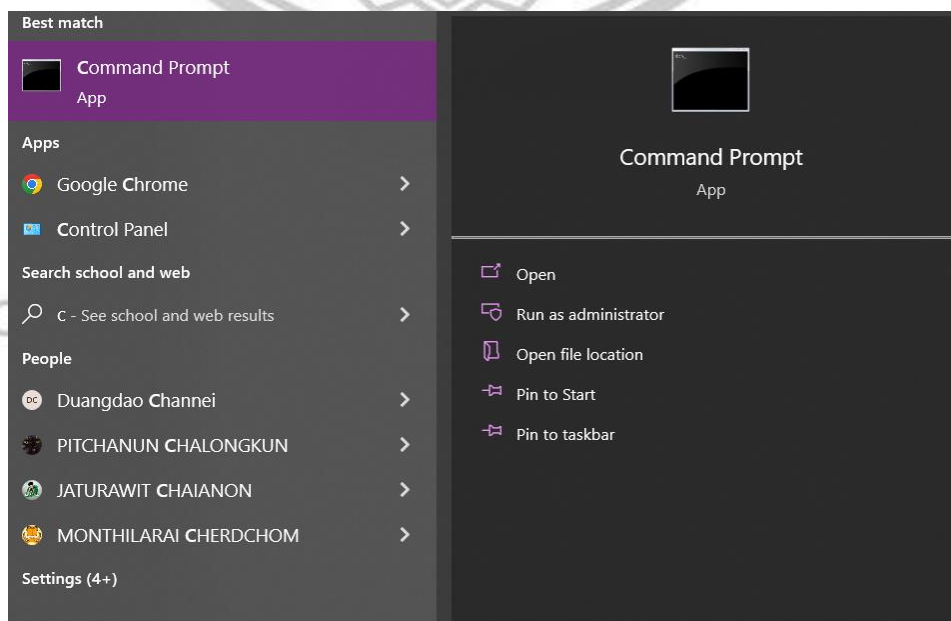 Best match
Command Prompt
App
Apps
Google Chrome
Control Panel
Search school and web
c - See school and web results
People
DC
Duangdao Channei
PITCHANUN CHALONGKUN
JATURAWIT CHAIANON
MONTHILARAI CHERDCHOM
Settings (4+)
Command Prompt
App
Open
Run as administrator
Open file location
Pin to Start
Pin to taskbar